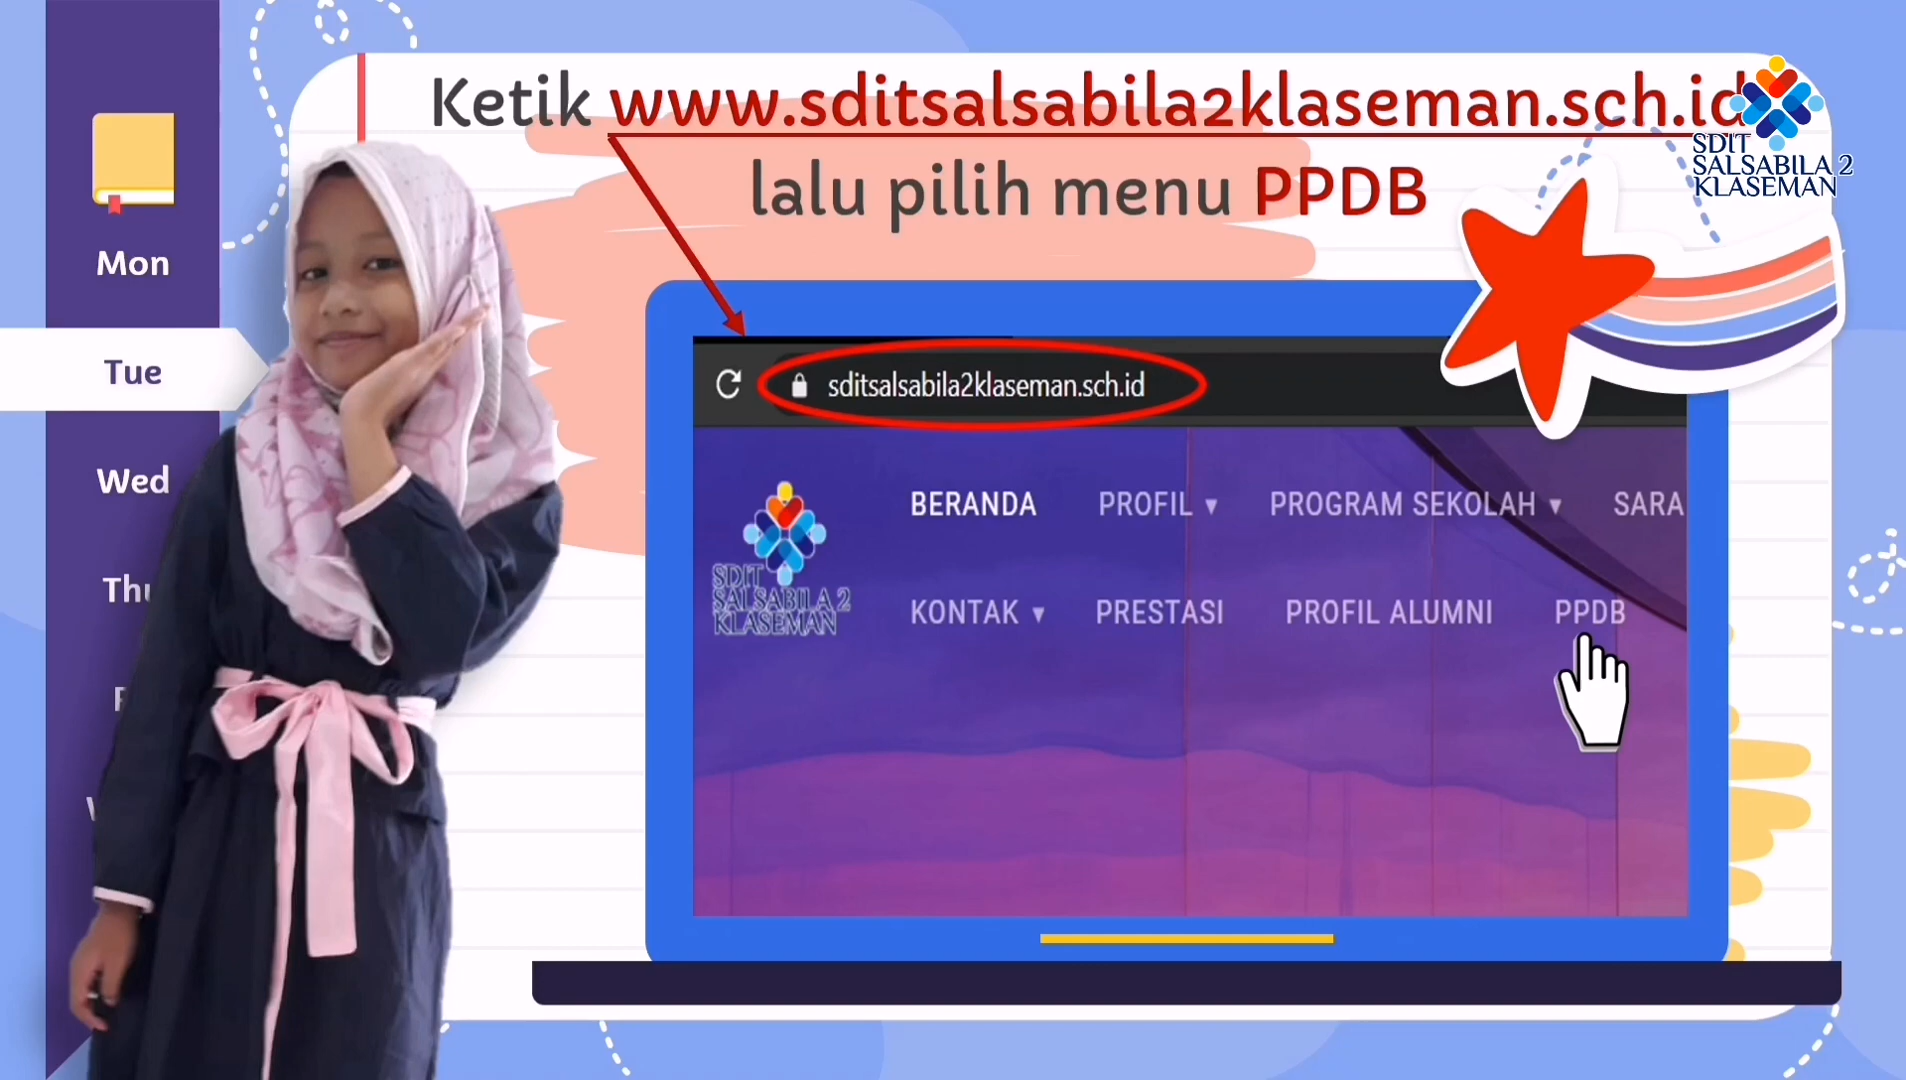 Ketik www.sditsalsabila2klaseman.sch.id
lalu pilih menu PPDB
SDIT
SALSABILA 2
KLASEMAN
Mon
Tue
Wed
Thu
sditsalsabila2klaseman.sch.id
BERANDA PROFIL ▾ PROGRAM SEKOLAH ▾ SARA
SDIT
SALSABILA 2
KLASEMAN
KONTAK ▾ PRESTASI PROFIL ALUMNI PPDB